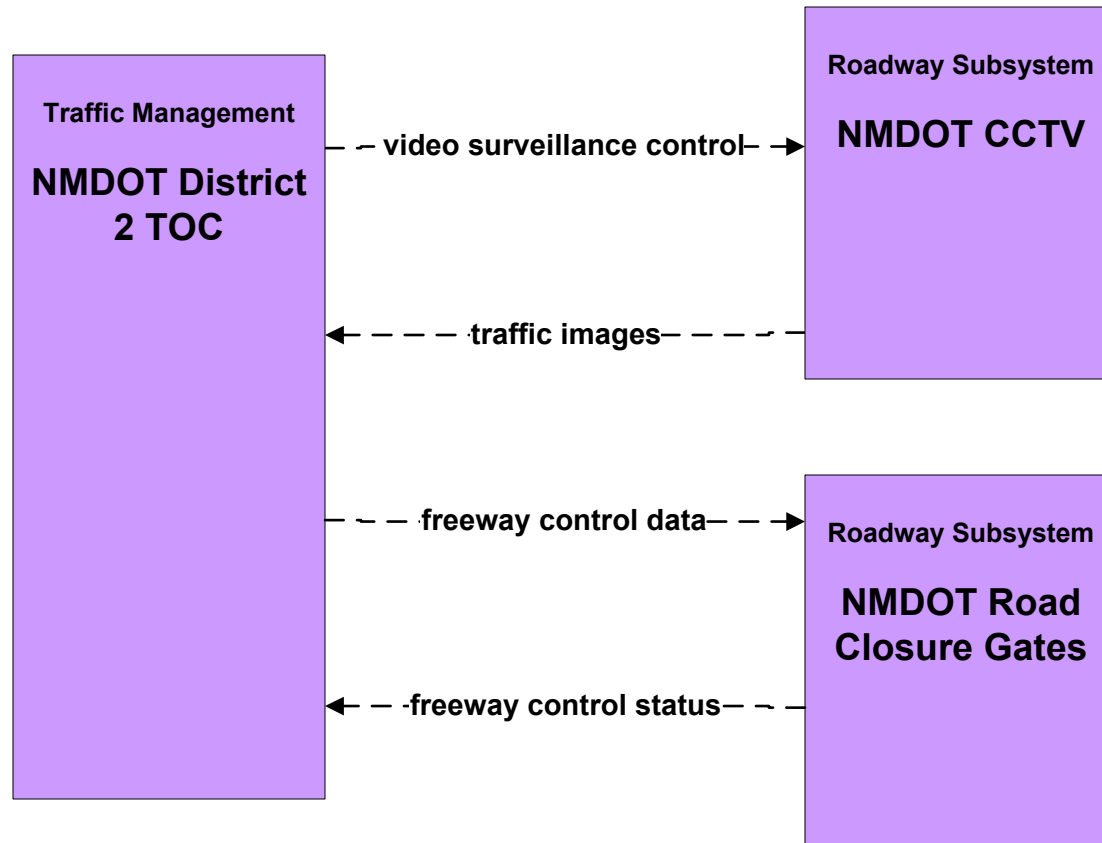 Traffic Management
NMDOT District
2 TOC
video surveillance control
traffic images
freeway control data
freeway control status
Roadway Subsystem
NMDOT CCTV
Roadway Subsystem
NMDOT Road
Closure Gates